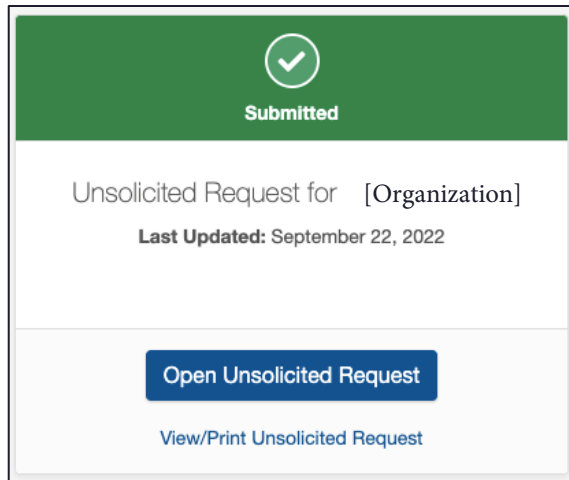 Submitted
Unsolicited Request for [Organization]
Last Updated: September 22, 2022
Open Unsolicited Request
View/Print Unsolicited Request